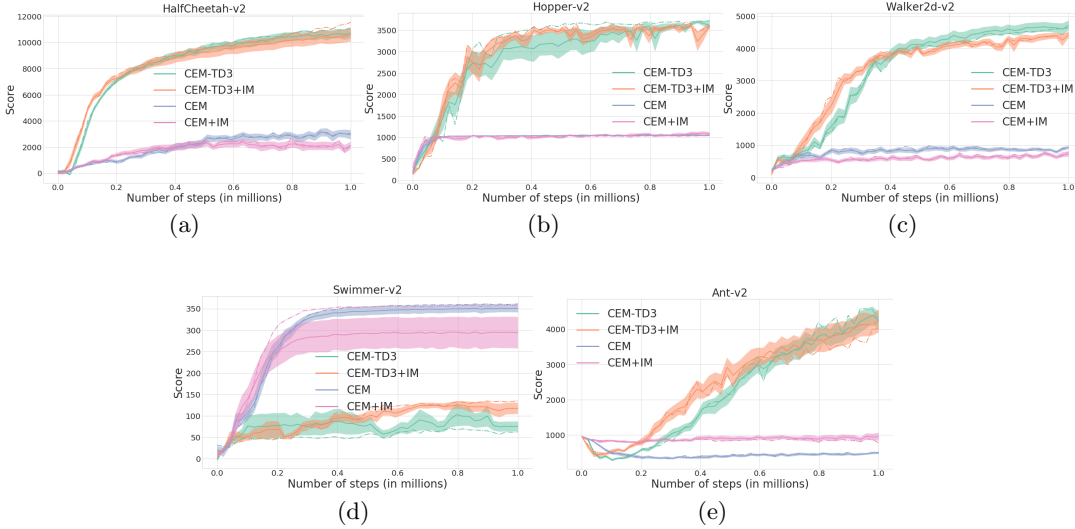 HalfCheetah-v2
12000
10000
8000
6000
4000
2000
0
Score
CEM-TD3
CEM-TD3+IM
CEM
CEM+IM
0.0 0.2 0.4 0.6 0.8 1.0
Number of steps (in millions)
(a)
Hopper-v2
3500
3000
2500
2000
1500
1000
500
0
Score
CEM-TD3
CEM-TD3+IM
CEM
CEM+IM
0.0 0.2 0.4 0.6 0.8 1.0
Number of steps (in millions)
(b)
Walker2d-v2
5000
4000
3000
2000
1000
0
Score
CEM-TD3
CEM-TD3+IM
CEM
CEM+IM
0.0 0.2 0.4 0.6 0.8 1.0
Number of steps (in millions)
(c)
Swimmer-v2
350
300
250
200
150
100
50
0
Score
CEM-TD3
CEM-TD3+IM
CEM
CEM+IM
0.0 0.2 0.4 0.6 0.8 1.0
Number of steps (in millions)
(d)
Ant-v2
4000
3000
2000
1000
Score
CEM-TD3
CEM-TD3+IM
CEM
CEM+IM
0.0 0.2 0.4 0.6 0.8 1.0
Number of steps (in millions)
(e)